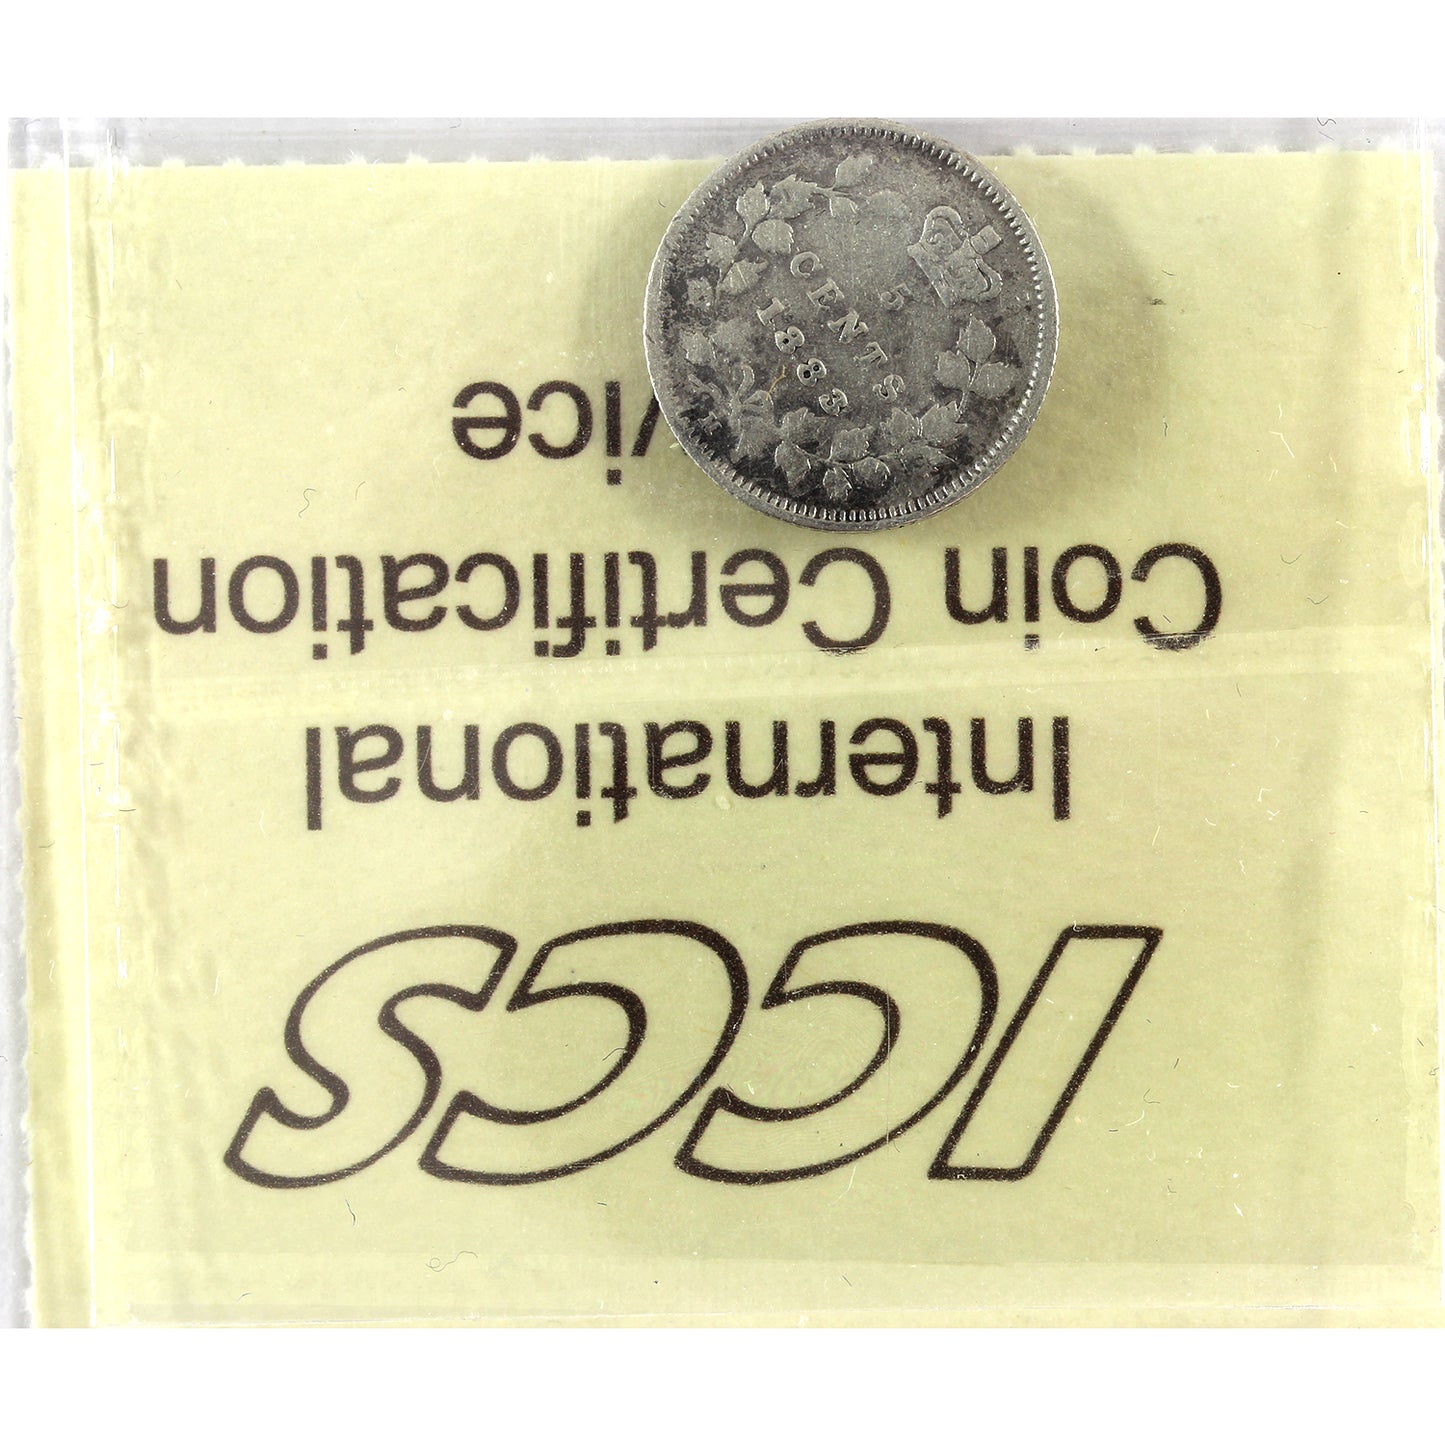 ICCS
International
Coin Certification
vice
5
CENTS
1883
H